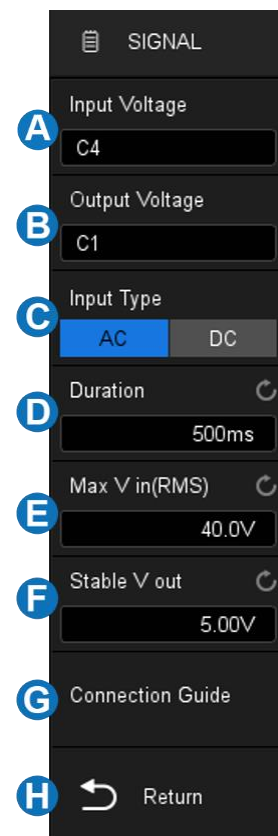 SIGNAL
A
Input Voltage
C4
B
Output Voltage
C1
C
Input Type
AC DC
D
Duration
500ms
E
Max V in(RMS)
40.0V
F
Stable V out
5.00V
G
Connection Guide
H
Return